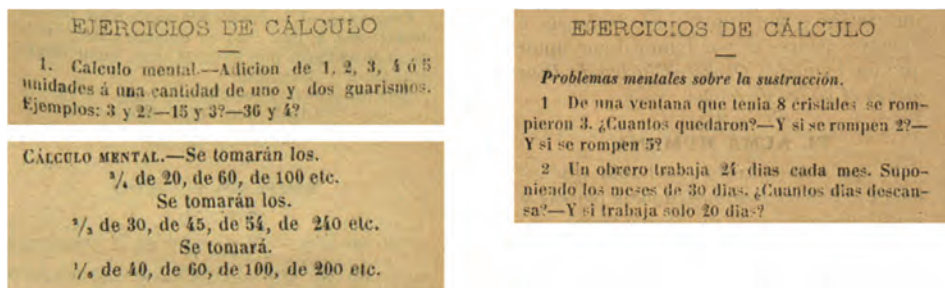 EJERCICIOS DE CÁLCULO
1. Calculo mental.—Adicion de 1, 2, 3, 4 ó 5
unidades á una cantidad de uno y dos guarismos.
Ejemplos: 3 y 2?—15 y 3?—36 y 4?
CÁLCULO MENTAL.—Se tomarán los.
³/₄ de 20, de 60, de 100 etc.
Se tomarán los.
²/₃ de 30, de 45, de 54, de 240 etc.
Se tomará.
de 40, de 60, de 100, de 200 etc.
EJERCICIOS DE CÁLCULO
Problemas mentales sobre la sustraccion.
1 De una ventana que tenia 8 cristales se rom-
pieron 3. ¿Cuantos quedaron?—Y si se rompen 2?—
Y si se rompen 5?
2 Un obrero trabaja 24 dias cada mes. Supo-
niendo los meses de 30 dias. ¿Cuantos dias descan-
sa?—Y si trabaja solo 20 dias?